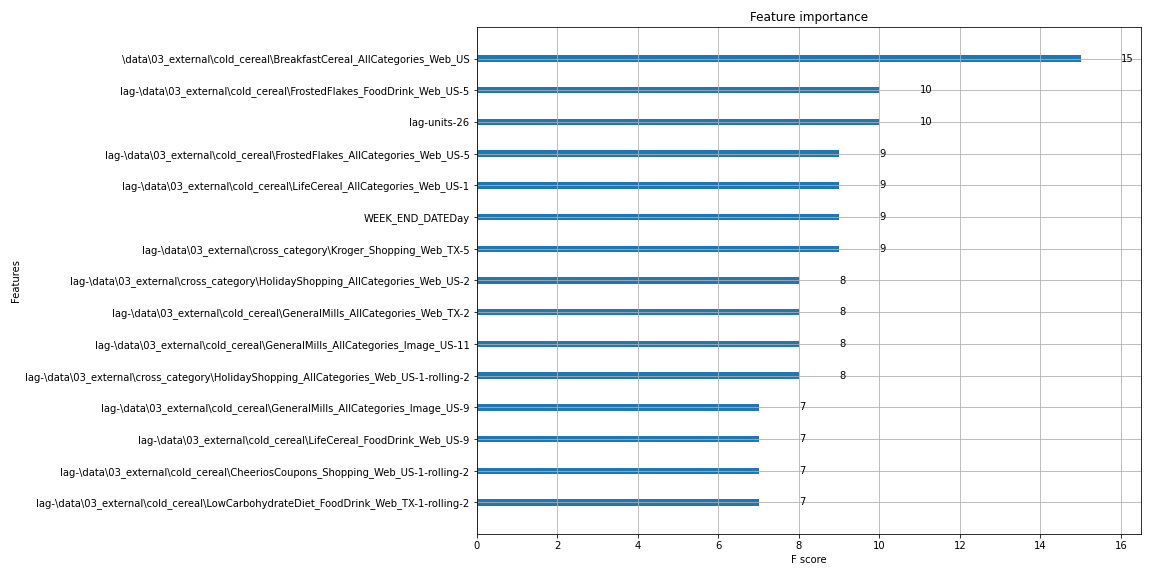 Feature importance
Features
\data\03_external\cold_cereal\BreakfastCereal_AllCategories_Web_US 15
lag-\data\03_external\cold_cereal\FrostedFlakes_FoodDrink_Web_US-5 10
lag-units-26 10
lag-\data\03_external\cold_cereal\FrostedFlakes_AllCategories_Web_US-5 9
lag-\data\03_external\cold_cereal\LifeCereal_AllCategories_Web_US-1 9
WEEK_END_DATEDay 9
lag-\data\03_external\cross_category\Kroger_Shopping_Web_TX-5 9
lag-\data\03_external\cross_category\HolidayShopping_AllCategories_Web_US-2 8
lag-\data\03_external\cold_cereal\GeneralMills_AllCategories_Web_TX-2 8
lag-\data\03_external\cold_cereal\GeneralMills_AllCategories_Image_US-11 8
lag-\data\03_external\cross_category\HolidayShopping_AllCategories_Web_US-1-rolling-2 8
lag-\data\03_external\cold_cereal\GeneralMills_AllCategories_Image_US-9 7
lag-\data\03_external\cold_cereal\LifeCereal_FoodDrink_Web_US-9 7
lag-\data\03_external\cold_cereal\CheeriosCoupons_Shopping_Web_US-1-rolling-2 7
lag-\data\03_external\cold_cereal\LowCarbohydrateDiet_FoodDrink_Web_TX-1-rolling-2 7
0 2 4 6 8 10 12 14 16
F score